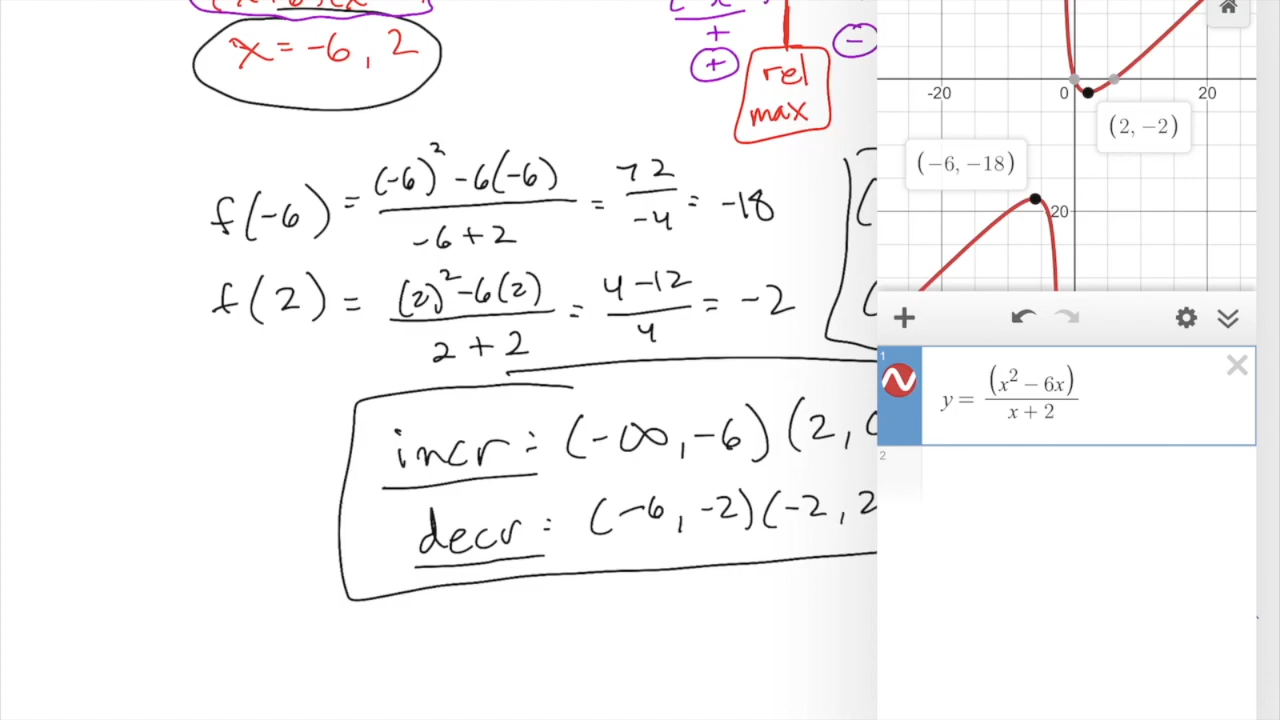 x = -6, 2
+
+
-
rel
max
f(-6) = (-6)² - 6(-6) / -6 + 2 = 72 / -4 = -18
f(2) = (2)² - 6(2) / 2 + 2 = 4 - 12 / 4 = -2
incr: (-∞, -6) (2,
decr: (-6, -2) (-2, 2
-20
0
20
(2, -2)
(-6, -18)
20
1
y = (x² - 6x) / x + 2
2